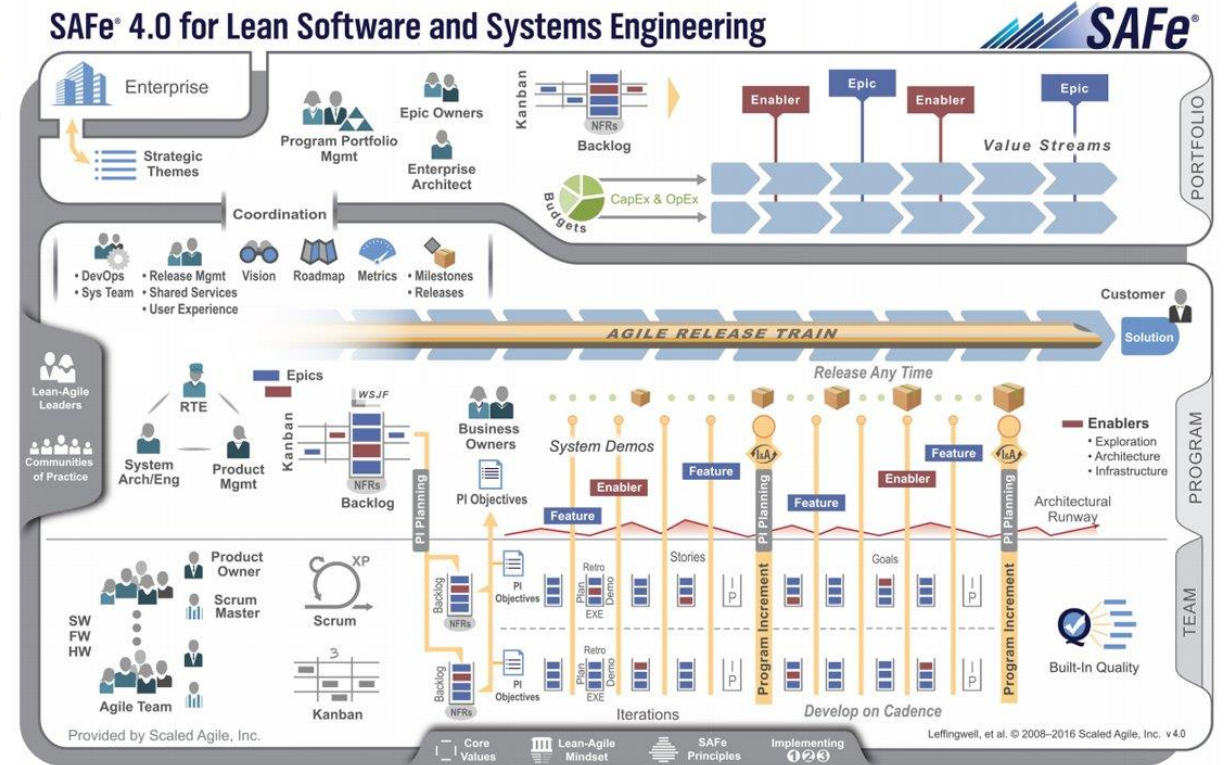 SAFe® 4.0 for Lean Software and Systems Engineering
SAFe®
Enterprise
Strategic
Themes
Program Portfolio
Mgmt
Epic Owners
Enterprise
Architect
Kanban
NFRs
Backlog
Enabler
Epic
Enabler
Epic
Value Streams
Budgets
CapEx & OpEx
PORTFOLIO
Coordination
• DevOps
• Sys Team
• Release Mgmt
• Shared Services
• User Experience
Vision
Roadmap
Metrics
• Milestones
• Releases
Customer
AGILE RELEASE TRAIN
Solution
Release Any Time
Lean-Agile
Leaders
Communities
of Practice
RTE
System
Arch/Eng
Product
Mgmt
Epics
Kanban
WSJF
NFRs
Backlog
PI Planning
Business
Owners
PI Objectives
System Demos
Feature
Enabler
Feature
I&A
PI Planning
Feature
Enabler
Feature
I&A
PI Planning
Enablers
• Exploration
• Architecture
• Infrastructure
Architectural
Runway
PROGRAM
SW
FW
HW
Agile Team
Product
Owner
Scrum
Master
XP
Scrum
3
Kanban
Backlog
NFRs
PI
Objectives
Plan
Retro
Demo
EXE
Stories
I
P
Program Increment
Goals
I
P
Program Increment
Backlog
NFRs
PI
Objectives
Plan
Retro
Demo
EXE
I
P
I
P
Iterations
Develop on Cadence
Built-In Quality
TEAM
Provided by Scaled Agile, Inc.
Leffingwell, et al. © 2008–2016 Scaled Agile, Inc. v 4.0
Core
Values
Lean-Agile
Mindset
SAFe
Principles
Implementing
1 2 3